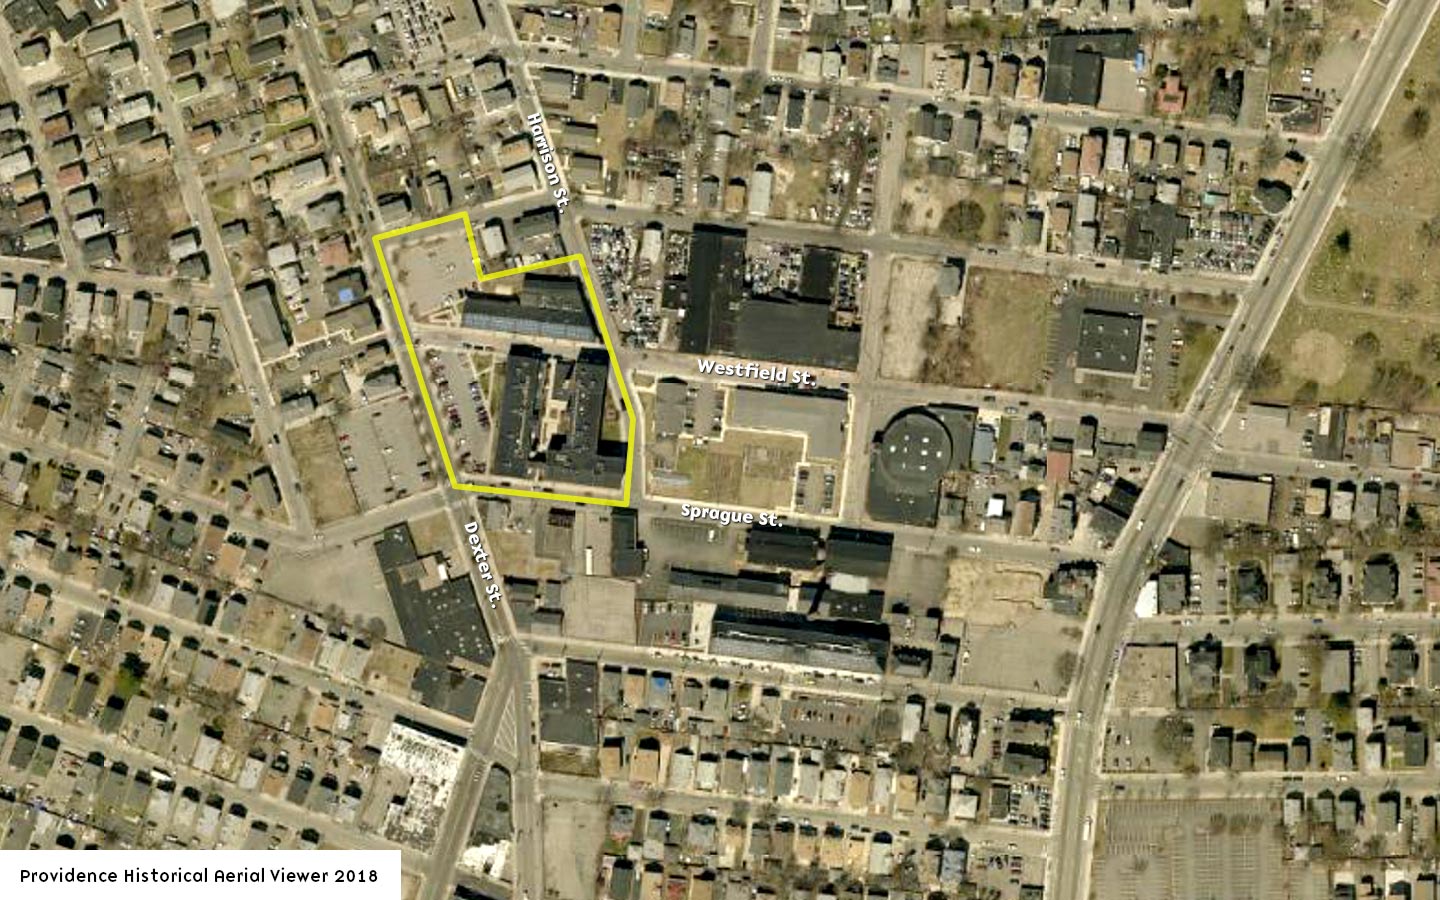 Harrison St.
Westfield St.
Sprague St.
Dexter St.
Providence Historical Aerial Viewer 2018